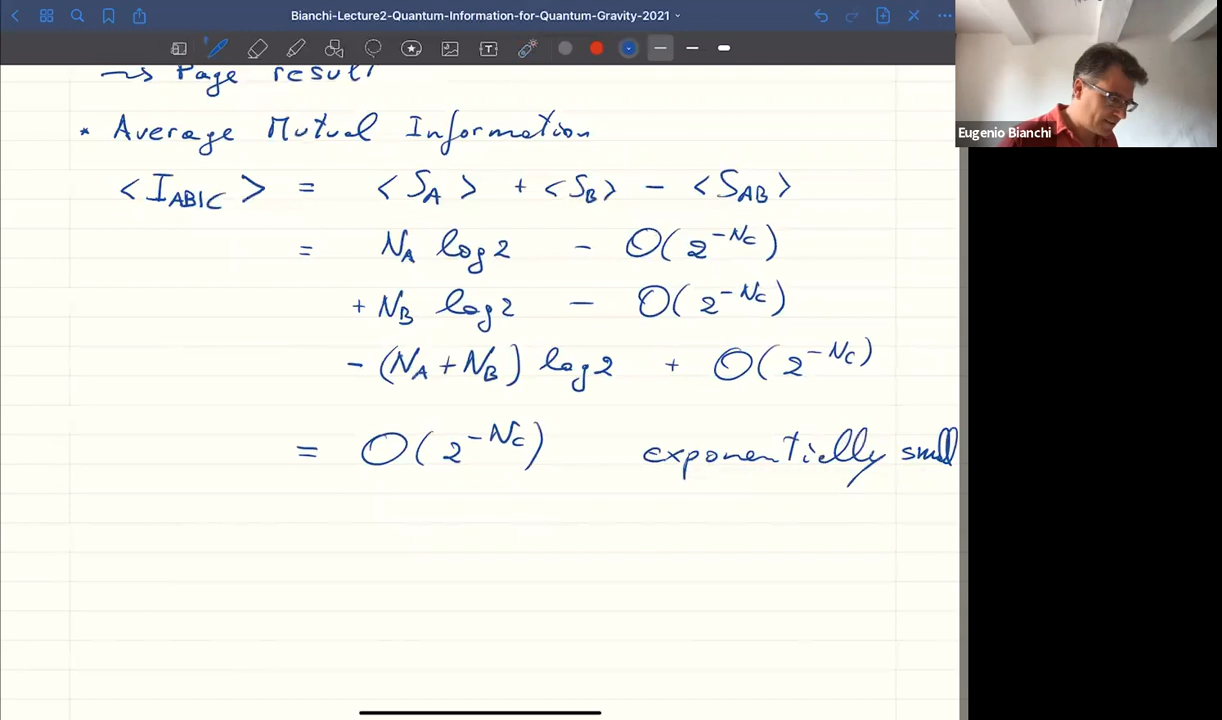 Bianchi-Lecture2-Quantum-Information-for-Quantum-Gravity-2021
Eugenio Bianchi
~> Page result
* Average Mutual Information
< I_{ABIC} > = < S_A > + < S_B > - < S_{AB} >
= N_A log 2 - O( 2^{-N_C} )
+ N_B log 2 - O( 2^{-N_C} )
- ( N_A + N_B ) log 2 + O( 2^{-N_C} )
= O( 2^{-N_C} ) exponentially small